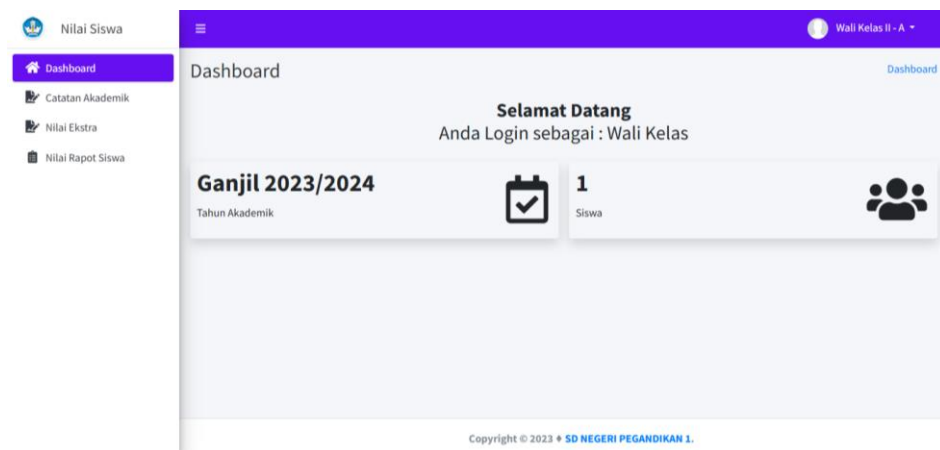 Nilai Siswa
Wali Kelas II - A
Dashboard
Catatan Akademik
Nilai Ekstra
Nilai Rapot Siswa
Dashboard
Dashboard
Selamat Datang
Anda Login sebagai : Wali Kelas
Ganjil 2023/2024
Tahun Akademik
1
Siswa
Copyright © 2023 ♦ SD NEGERI PEGANDIKAN 1.